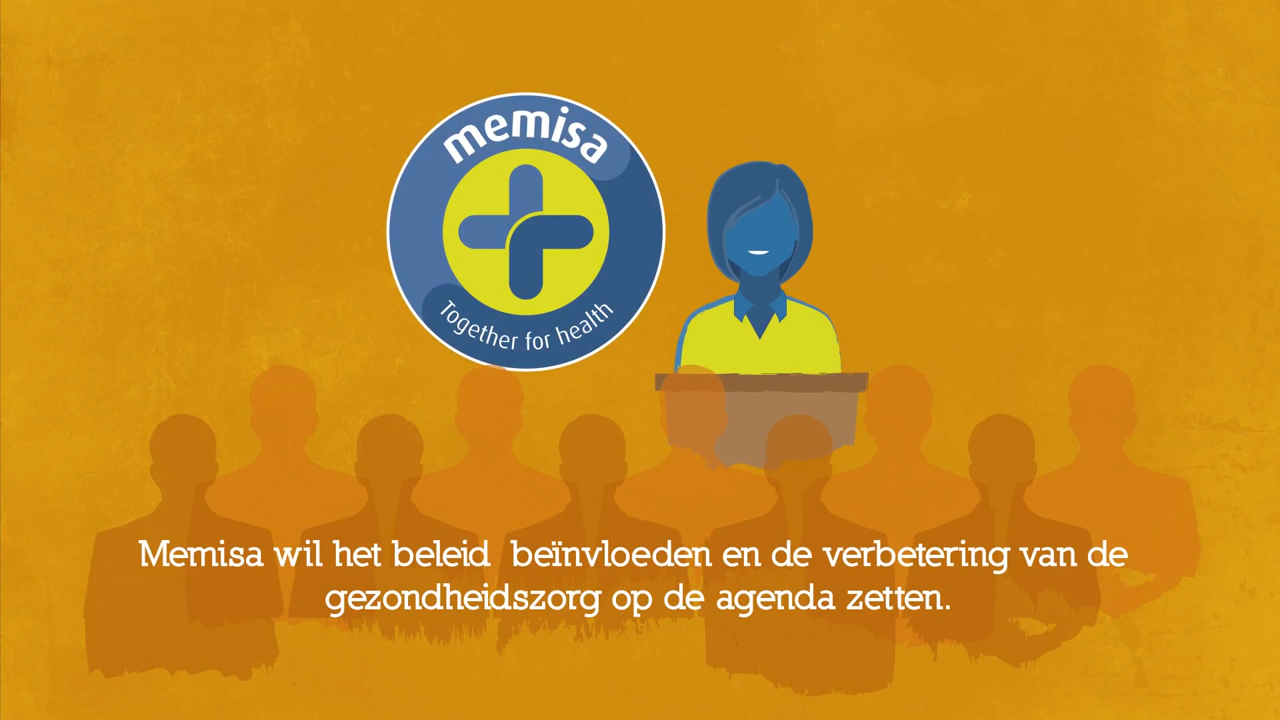 memisa
Together for health
Memisa wil het beleid  beïnvloeden en de verbetering van de
gezondheidszorg op de agenda zetten.